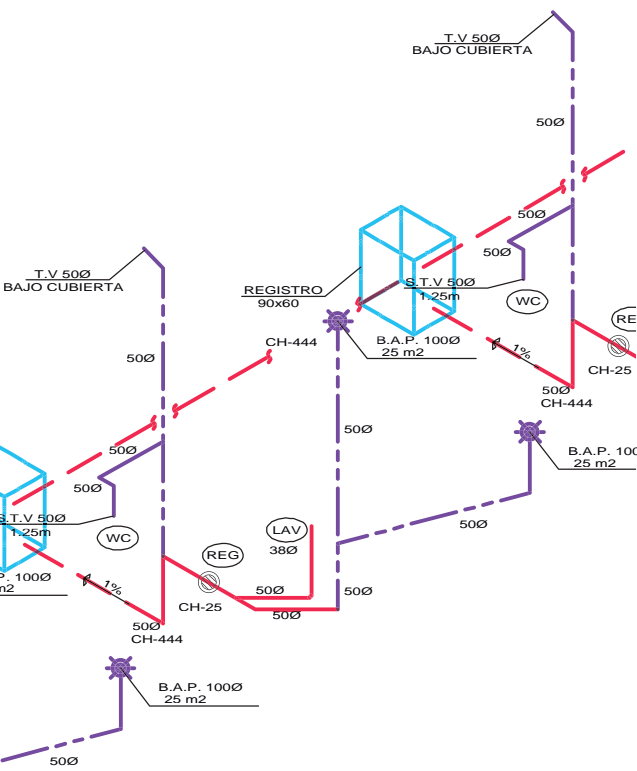 T.V 50Ø
BAJO CUBIERTA
50Ø
50Ø
50Ø
T.V 50Ø
BAJO CUBIERTA
REGISTRO
90x60
S.T.V 50Ø
1.25m
WC
RE
B.A.P. 100Ø
25 m2
CH-444
1%
CH-25
50Ø
50Ø
CH-444
50Ø
50Ø
50Ø
B.A.P. 100
25 m2
S.T.V 50Ø
1.25m
WC
LAV
38Ø
50Ø
REG
P. 100Ø
m2
1%
CH-25
50Ø
50Ø
50Ø
50Ø
CH-444
B.A.P. 100Ø
25 m2
50Ø